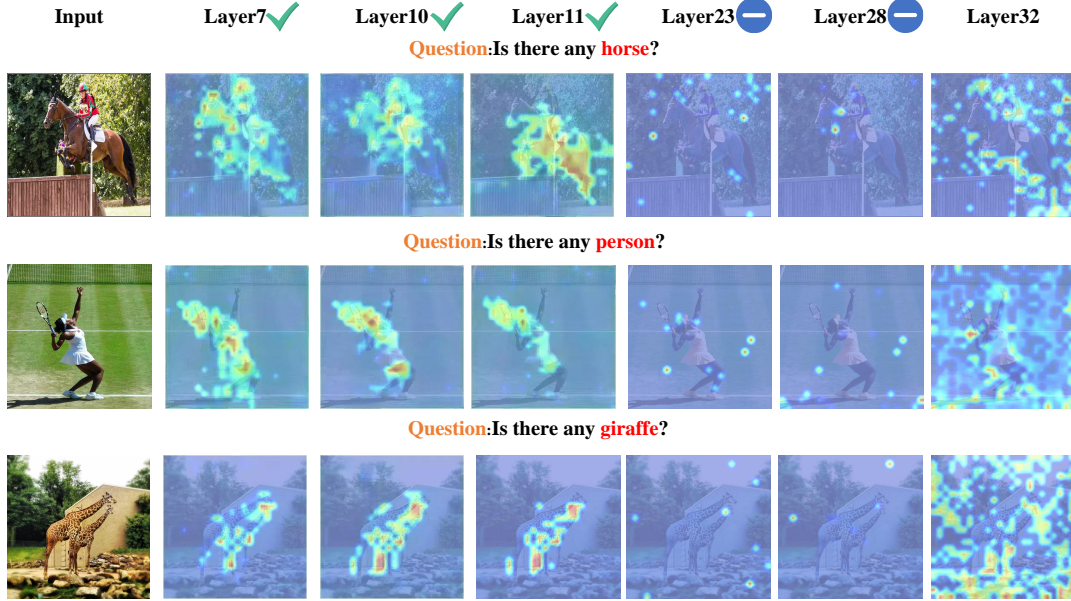 Input Layer7 Layer10 Layer11 Layer23 Layer28 Layer32
Question:Is there any horse?
Question:Is there any person?
Question:Is there any giraffe?